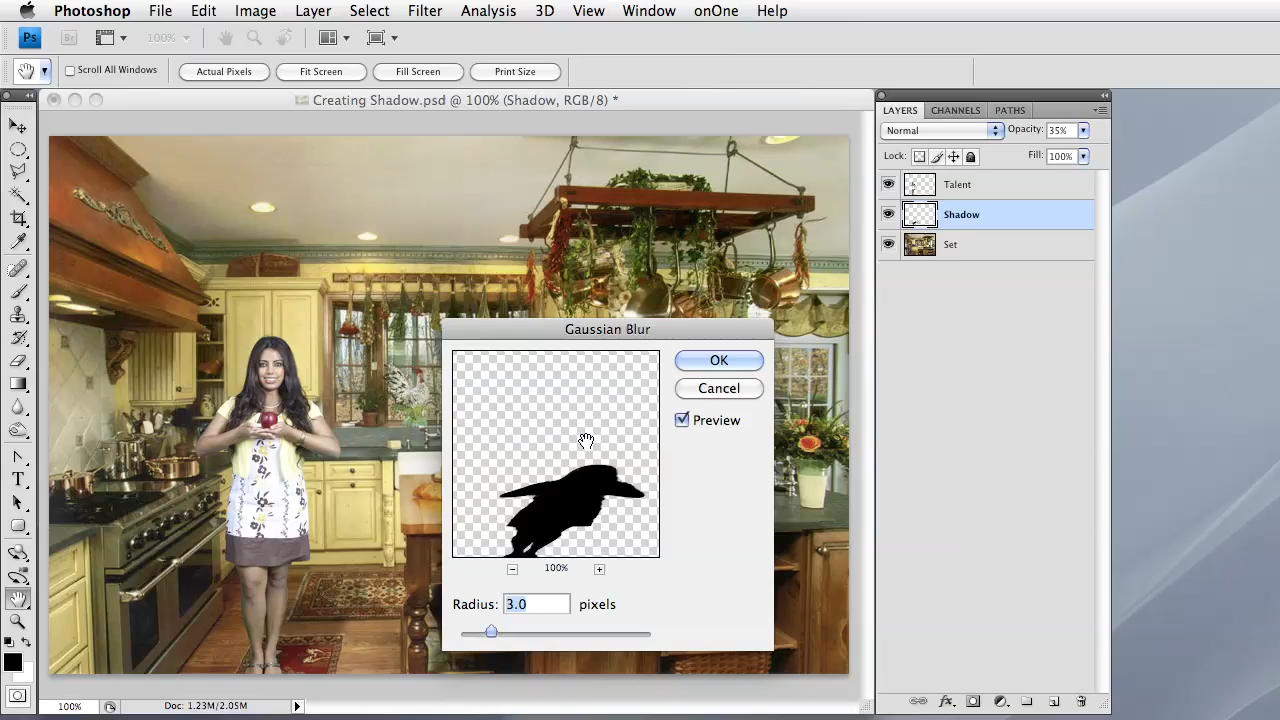 Photoshop File Edit Image Layer Select Filter Analysis 3D View Window onOne Help
Ps Br 100%
Scroll All Windows Actual Pixels Fit Screen Fill Screen Print Size
Creating Shadow.psd @ 100% (Shadow, RGB/8) *
LAYERS CHANNELS PATHS
Normal Opacity: 35%
Lock: Fill: 100%
Talent
Shadow
Set
Gaussian Blur
OK
Cancel
Preview
100%
Radius: 3.0 pixels
100% Doc: 1.23M/2.05M